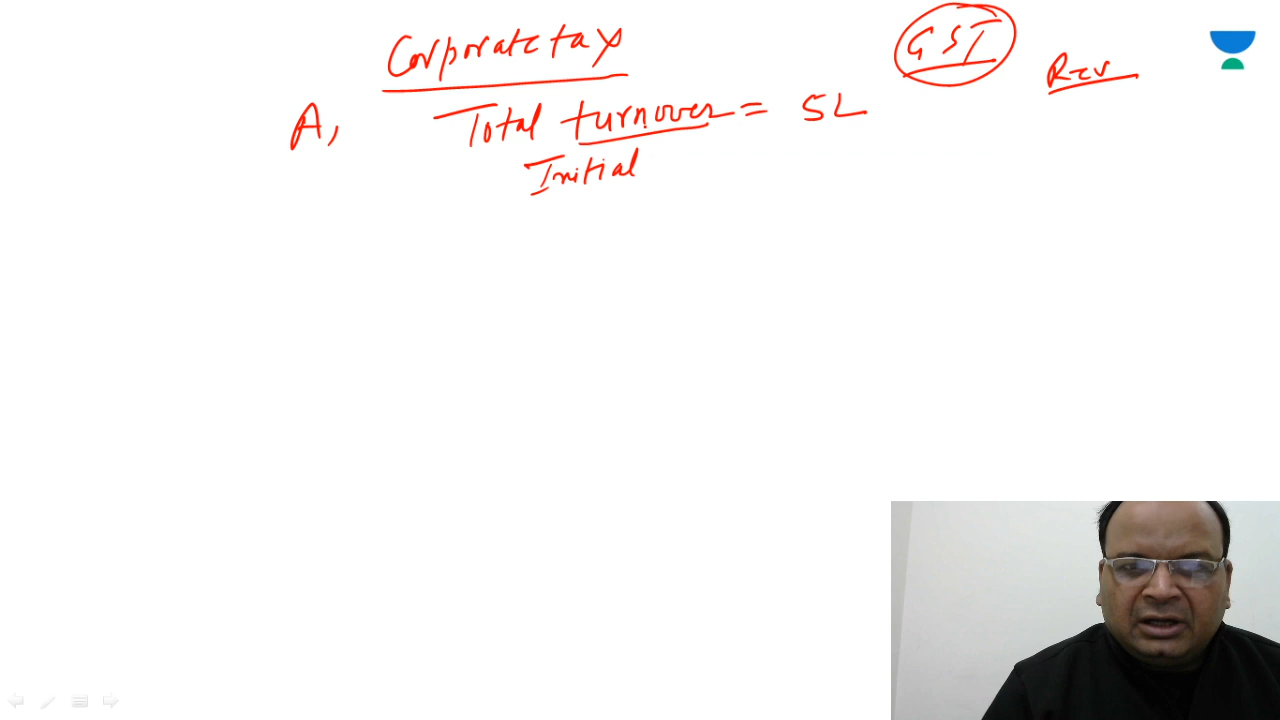 Corporate tax
GST
Rev
A, Total turnover = 5L
Initial